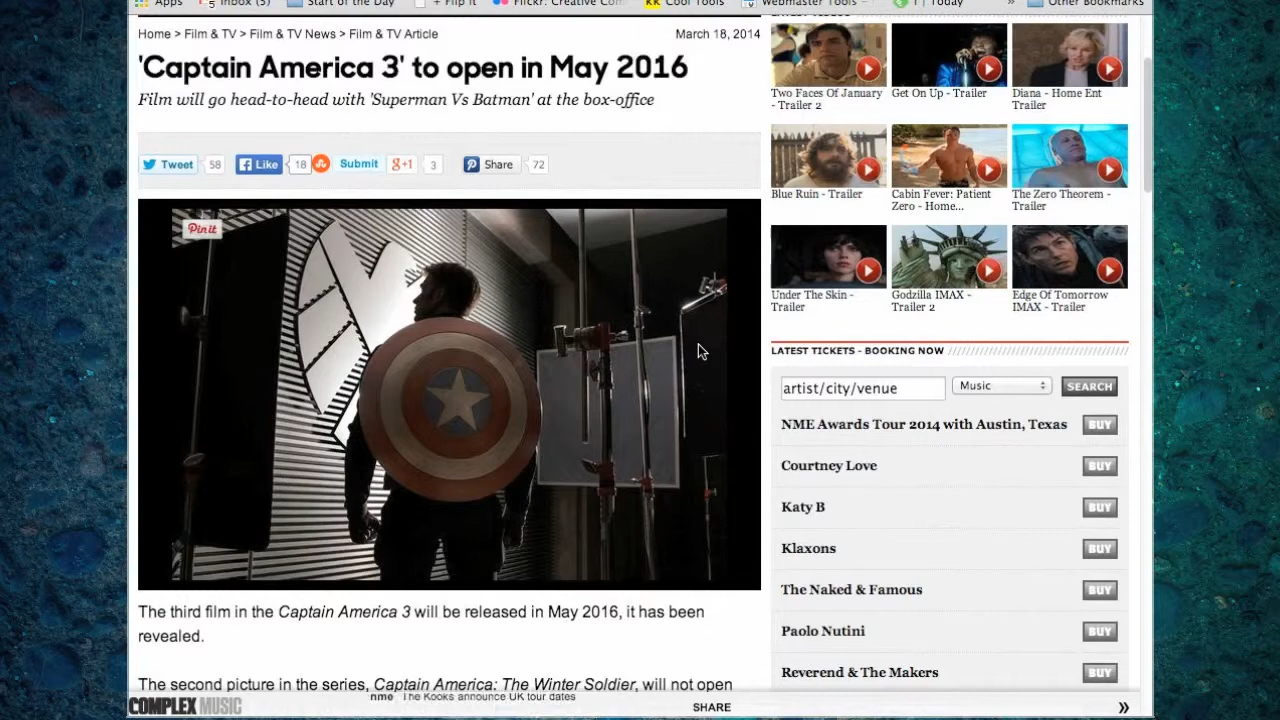 Apps
Inbox (5)
Start of the Day
+ Flip It
Flickr: Creative Com
Cool Tools
Webmaster Tools
Today
»
Other Bookmarks
Home > Film & TV > Film & TV News > Film & TV Article
March 18, 2014
'Captain America 3' to open in May 2016
Film will go head-to-head with 'Superman Vs Batman' at the box-office
Tweet 58
Like 18
Submit
+1 3
Share 72
Pin it
The third film in the Captain America 3 will be released in May 2016, it has been
revealed.
The second picture in the series, Captain America: The Winter Soldier, will not open
LATEST VIDEOS
Two Faces Of January
- Trailer 2
Get On Up - Trailer
Diana - Home Ent
Trailer
Blue Ruin - Trailer
Cabin Fever: Patient
Zero - Home...
The Zero Theorem -
Trailer
Under The Skin -
Trailer
Godzilla IMAX -
Trailer 2
Edge Of Tomorrow
IMAX - Trailer
LATEST TICKETS - BOOKING NOW
artist/city/venue
Music
SEARCH
NME Awards Tour 2014 with Austin, Texas BUY
Courtney Love BUY
Katy B BUY
Klaxons BUY
The Naked & Famous BUY
Paolo Nutini BUY
Reverend & The Makers BUY
COMPLEX MUSIC
nme The Kooks announce UK tour dates
SHARE
»